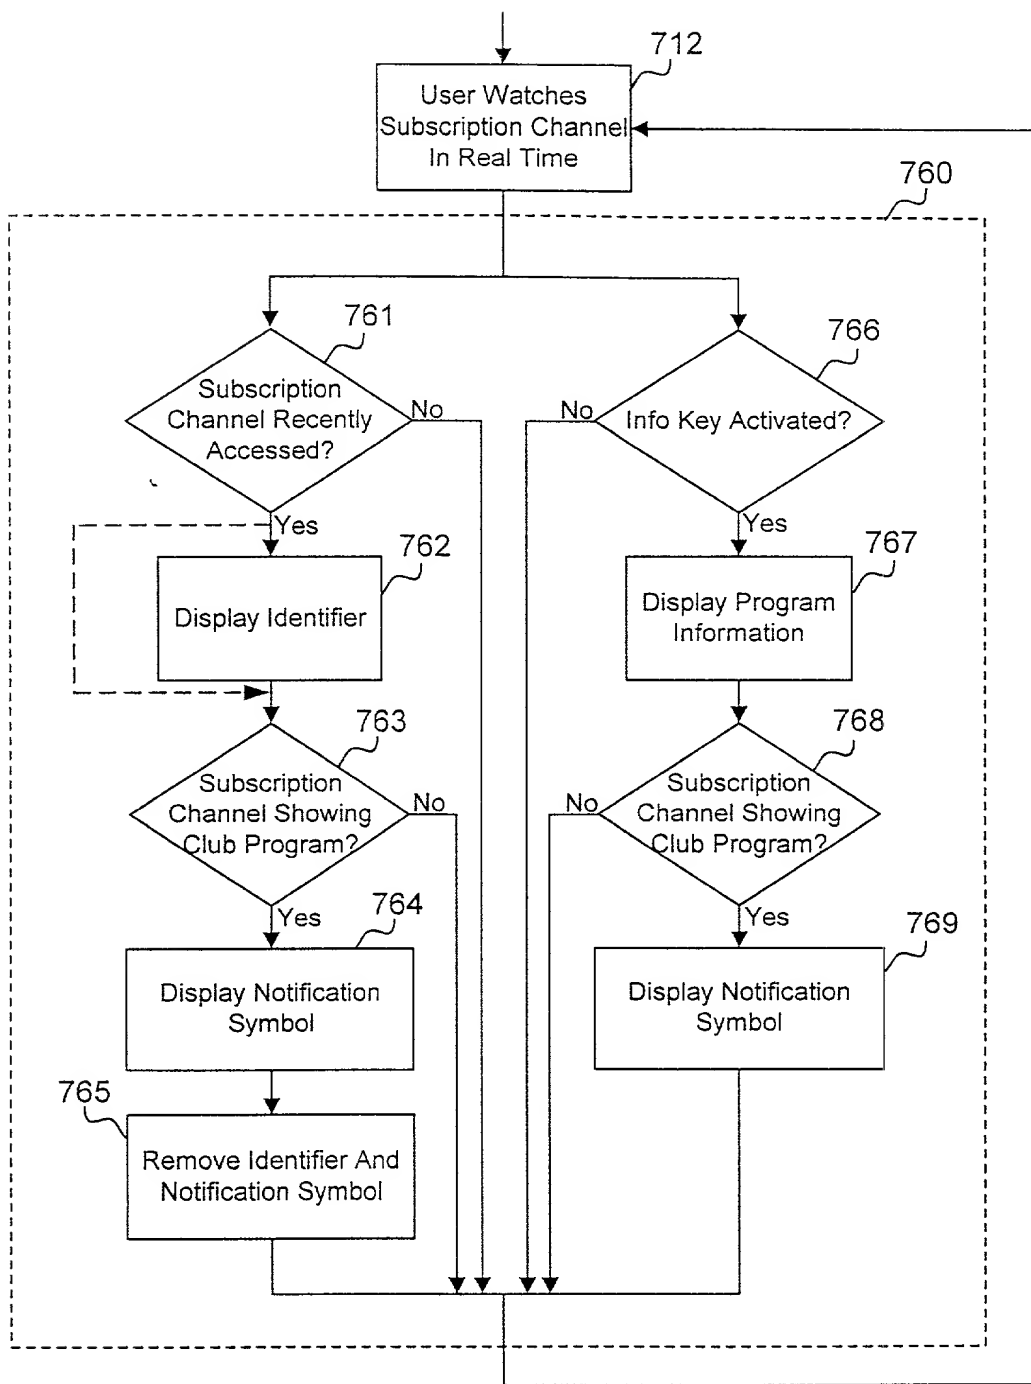 712
User Watches
Subscription Channel
In Real Time
760
761
Subscription
Channel Recently
Accessed?
No
Yes
762
Display Identifier
763
Subscription
Channel Showing
Club Program?
No
Yes
764
Display Notification
Symbol
765
Remove Identifier And
Notification Symbol
766
Info Key Activated?
No
Yes
767
Display Program
Information
768
Subscription
Channel Showing
Club Program?
No
Yes
769
Display Notification
Symbol